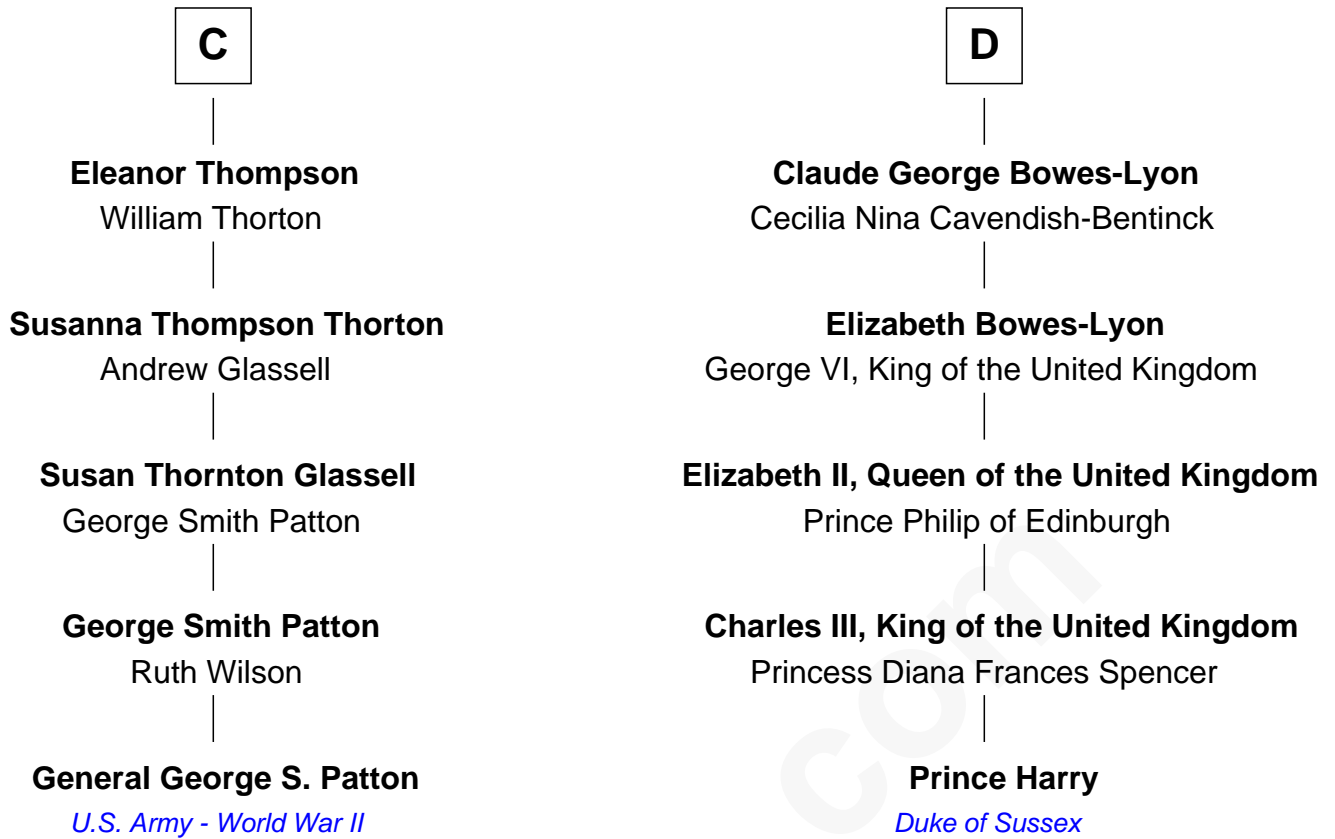 C
Eleanor Thompson
William Thorton
Susanna Thompson Thorton
Andrew Glassell
Susan Thornton Glassell
George Smith Patton
George Smith Patton
Ruth Wilson
General George S. Patton
U.S. Army - World War II
D
Claude George Bowes-Lyon
Cecilia Nina Cavendish-Bentinck
Elizabeth Bowes-Lyon
George VI, King of the United Kingdom
Elizabeth II, Queen of the United Kingdom
Prince Philip of Edinburgh
Charles III, King of the United Kingdom
Princess Diana Frances Spencer
Prince Harry
Duke of Sussex
com